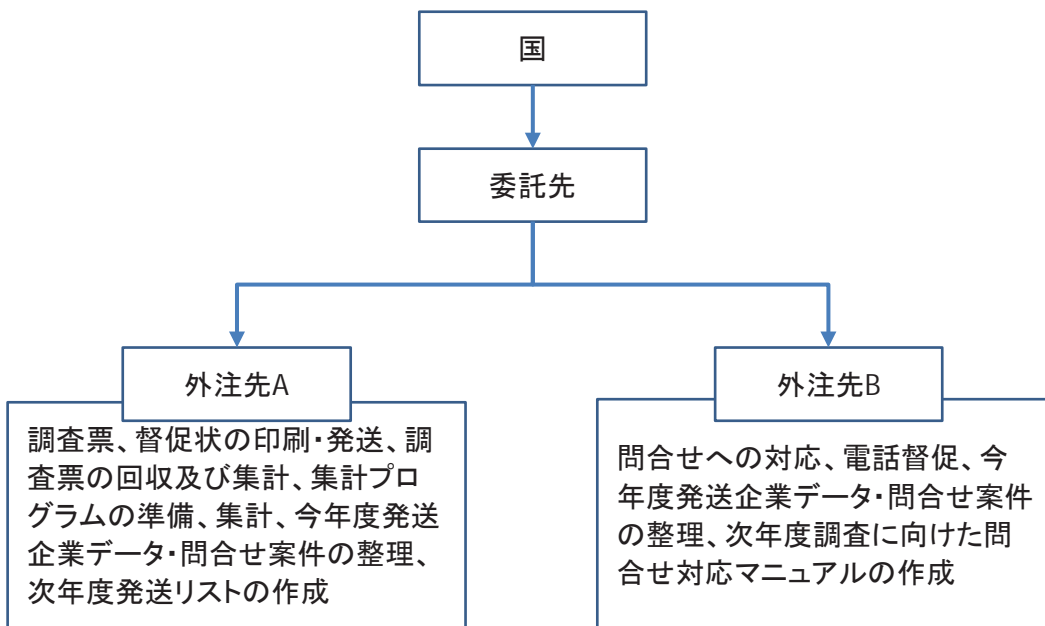 国
委託先
外注先A
調査票、督促状の印刷・発送、調
査票の回収及び集計、集計プロ
グラムの準備、集計、今年度発送
企業データ・問合せ案件の整理、
次年度発送リストの作成
外注先B
問合せへの対応、電話督促、今
年度発送企業データ・問合せ案件
の整理、次年度調査に向けた問
合せ対応マニュアルの作成